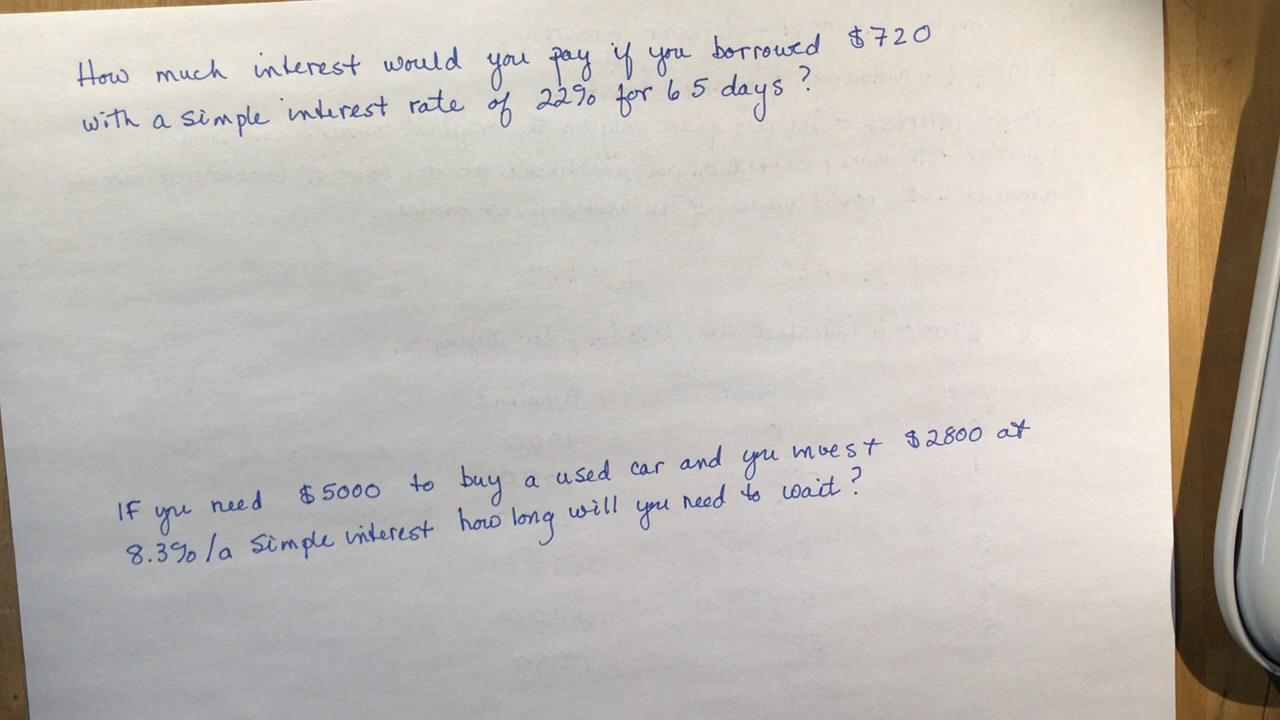 How much interest would you pay if you borrowed $720
with a simple interest rate of 22% for 65 days?
IF you need $5000 to buy a used car and you invest $2800 at
8.3%/a simple interest how long will you need to wait?